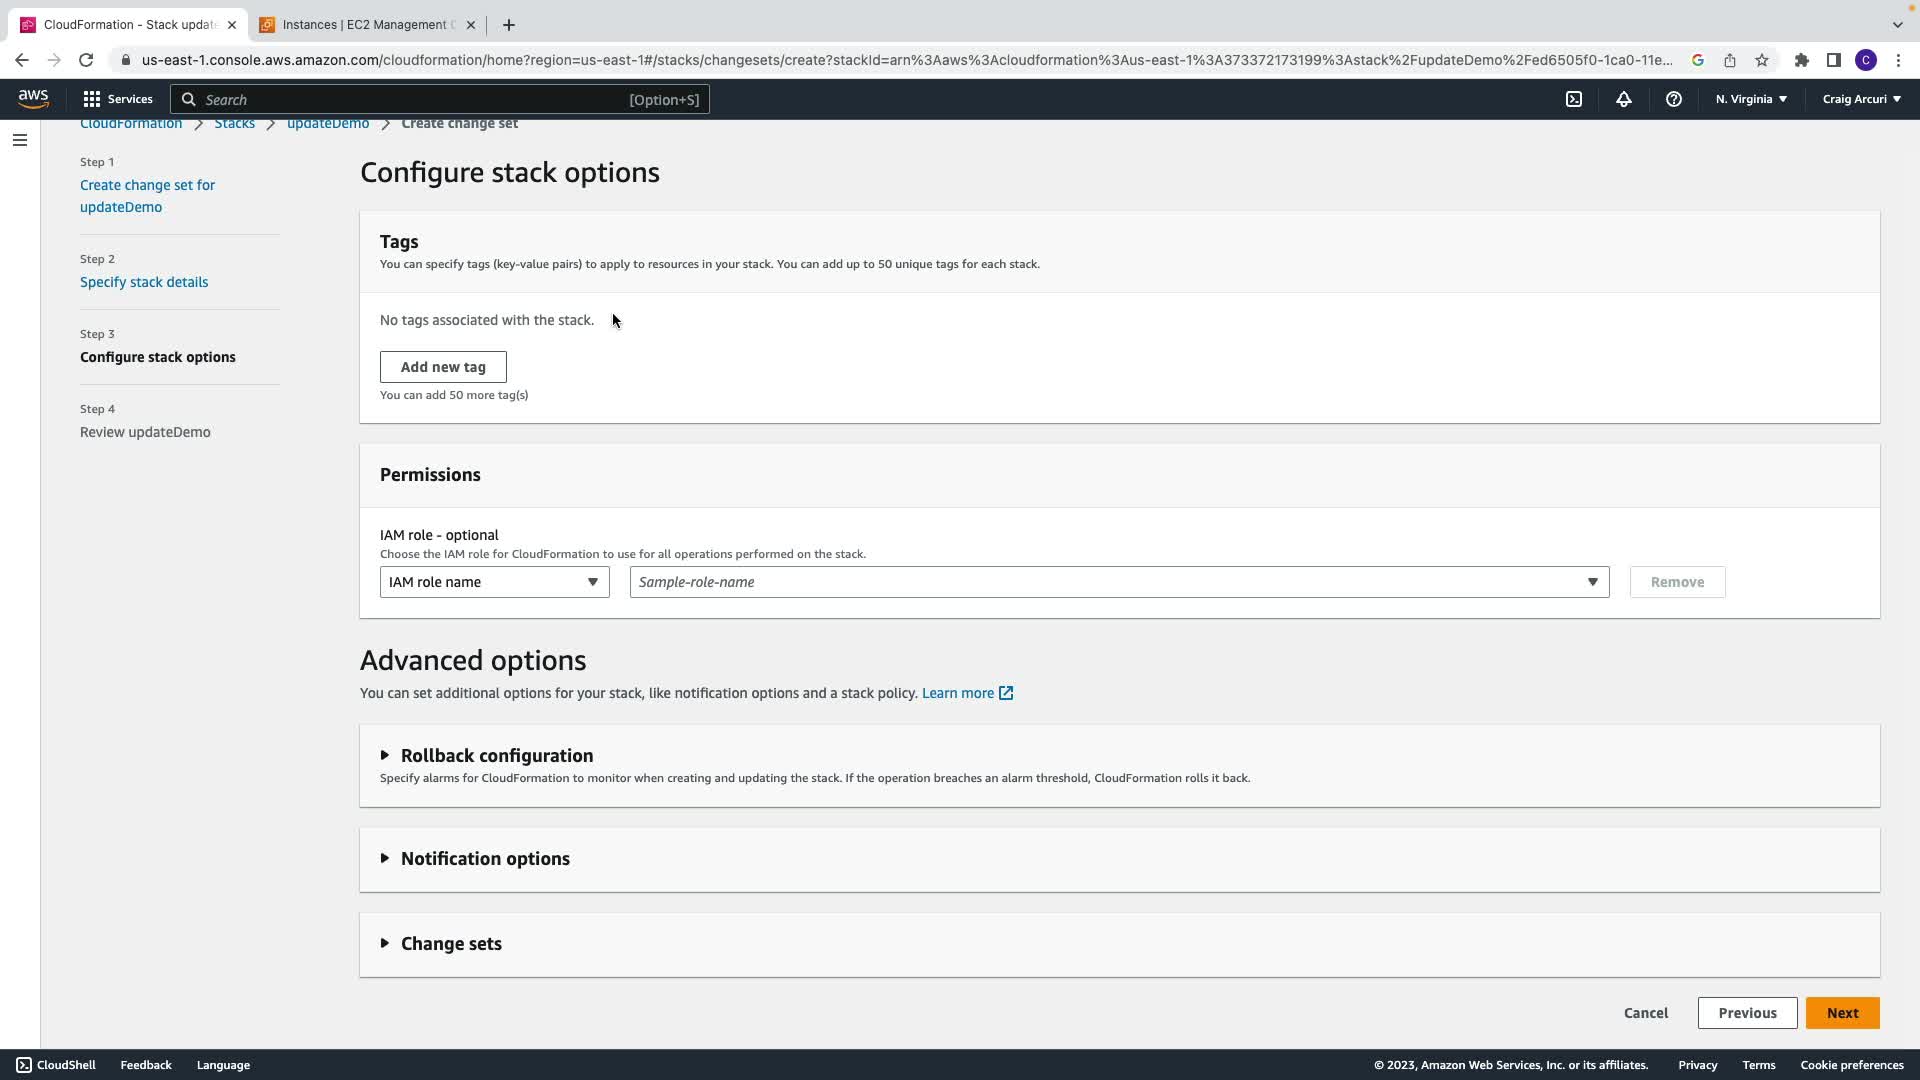 CloudFormation - Stack update
Instances | EC2 Management C
us-east-1.console.aws.amazon.com/cloudformation/home?region=us-east-1#/stacks/changesets/create?stackId=arn%3Aaws%3Acloudformation%3Aus-east-1%3A373372173199%3Astack%2FupdateDemo%2Fed6505f0-1ca0-11e...
C
aws
Services
Search
[Option+S]
N. Virginia
Craig Arcuri
CloudFormation
Stacks
updateDemo
Create change set
Step 1
Create change set for
updateDemo
Step 2
Specify stack details
Step 3
Configure stack options
Step 4
Review updateDemo
Configure stack options
Tags
You can specify tags (key-value pairs) to apply to resources in your stack. You can add up to 50 unique tags for each stack.
No tags associated with the stack.
Add new tag
You can add 50 more tag(s)
Permissions
IAM role - optional
Choose the IAM role for CloudFormation to use for all operations performed on the stack.
IAM role name
Sample-role-name
Remove
Advanced options
You can set additional options for your stack, like notification options and a stack policy. Learn more
Rollback configuration
Specify alarms for CloudFormation to monitor when creating and updating the stack. If the operation breaches an alarm threshold, CloudFormation rolls it back.
Notification options
Change sets
Cancel
Previous
Next
CloudShell
Feedback
Language
© 2023, Amazon Web Services, Inc. or its affiliates.
Privacy
Terms
Cookie preferences